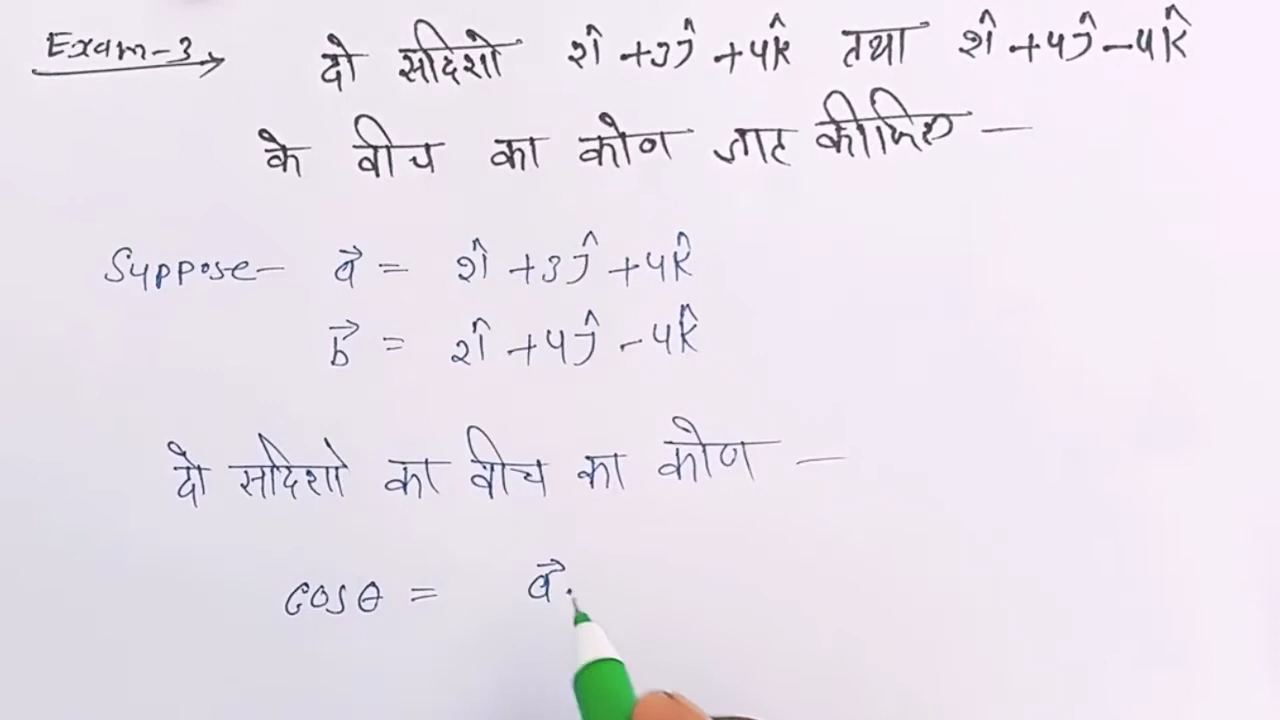 Exam-3 → दो सदिशो 2î + 3ĵ + 4k̂ तथा 2î + 4ĵ - 4k̂
के बीच का कोण ज्ञात कीजिए —
Suppose - a⃗ = 2î + 3ĵ + 4k̂
b⃗ = 2î + 4ĵ - 4k̂
दो सदिशो का बीच का कोण —
cosθ = a⃗ .